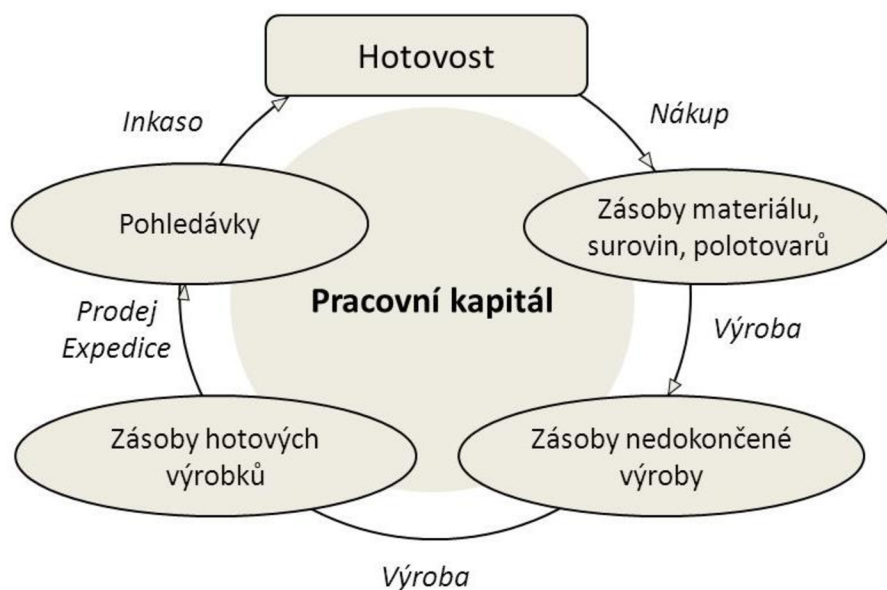 Hotovost
Inkaso
Nákup
Pohledávky
Zásoby materiálu,
surovin, polotovarů
Pracovní kapitál
Prodej
Expedice
Výroba
Zásoby hotových
výrobků
Zásoby nedokončené
výroby
Výroba